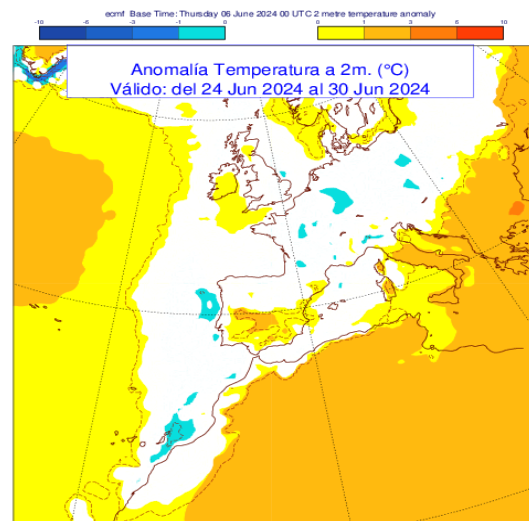 ecmf Base Time: Thursday 06 June 2024 00 UTC 2 metre temperature anomaly
-10 -6 -3 -1 0 0 1 3 6 10
Anomalía Temperatura a 2m. (°C)
Válido: del 24 Jun 2024 al 30 Jun 2024